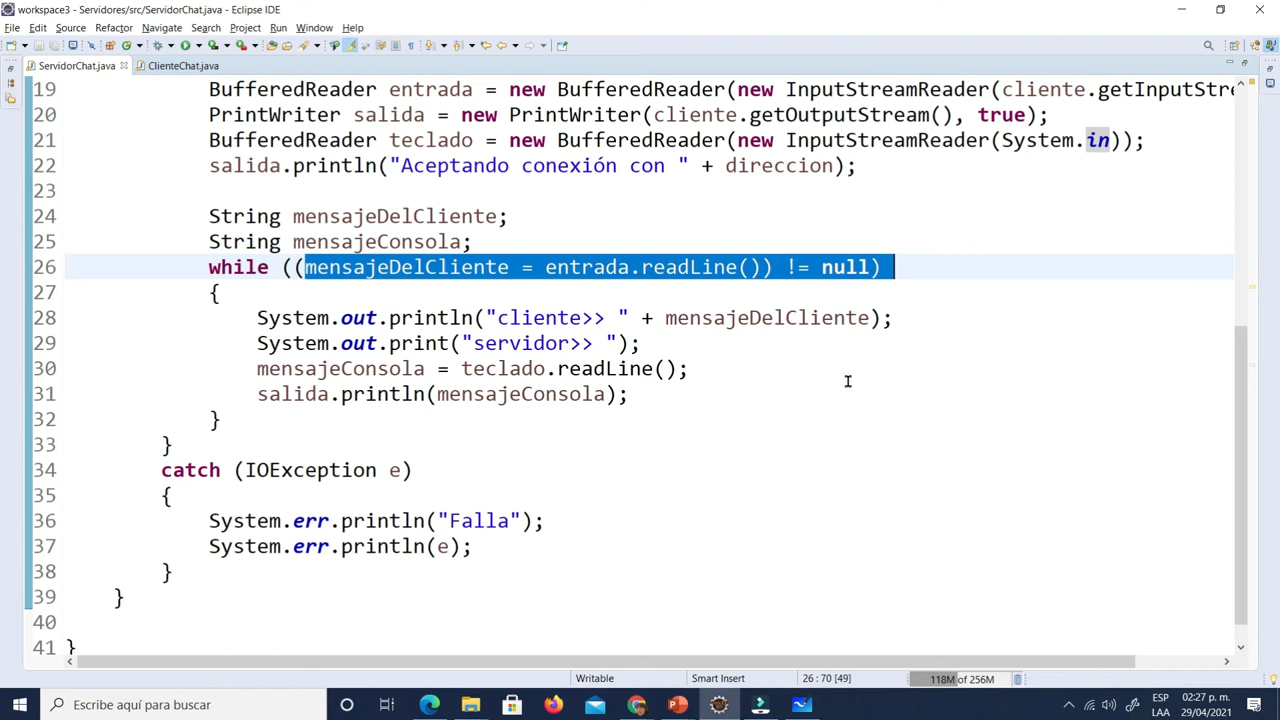 workspace3 - Servidores/src/ServidorChat.java - Eclipse IDE
File Edit Source Refactor Navigate Search Project Run Window Help
ServidorChat.java ClienteChat.java
19 BufferedReader entrada = new BufferedReader(new InputStreamReader(cliente.getInputStre
20 PrintWriter salida = new PrintWriter(cliente.getOutputStream(), true);
21 BufferedReader teclado = new BufferedReader(new InputStreamReader(System.in));
22 salida.println("Aceptando conexión con " + direccion);
23
24 String mensajeDelCliente;
25 String mensajeConsola;
26 while ((mensajeDelCliente = entrada.readLine()) != null)
27 {
28 System.out.println("cliente>> " + mensajeDelCliente);
29 System.out.print("servidor>> ");
30 mensajeConsola = teclado.readLine();
31 salida.println(mensajeConsola);
32 }
33 }
34 catch (IOException e)
35 {
36 System.err.println("Falla");
37 System.err.println(e);
38 }
39 }
40
41 }
Writable Smart Insert 26 : 70 [49] 118M of 256M
Escribe aquí para buscar ESP 02:27 p. m.
LAA 29/04/2021